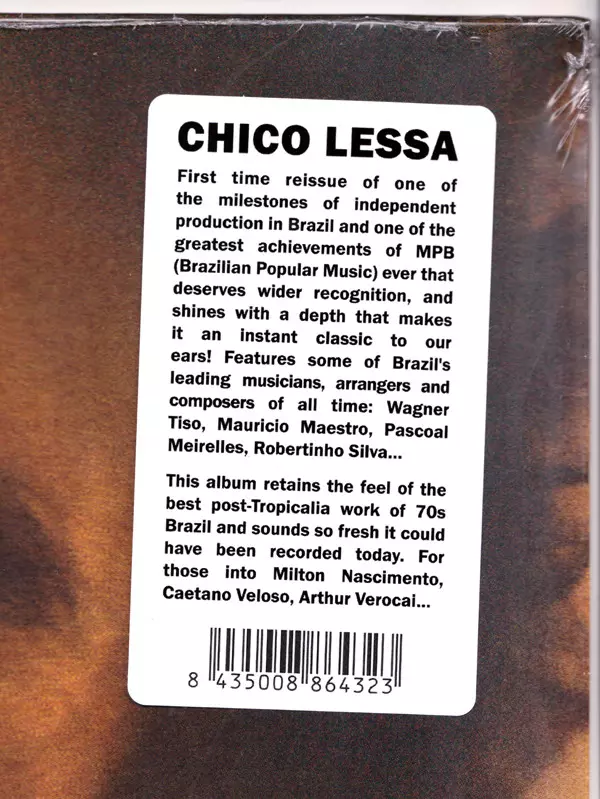 CHICO LESSA
First time reissue of one of
the milestones of independent
production in Brazil and one of the
greatest achievements of MPB
(Brazilian Popular Music) ever that
deserves wider recognition, and
shines with a depth that makes
it an instant classic to our
ears! Features some of Brazil's
leading musicians, arrangers and
composers of all time: Wagner
Tiso, Mauricio Maestro, Pascoal
Meirelles, Robertinho Silva...
This album retains the feel of the
best post-Tropicalia work of 70s
Brazil and sounds so fresh it could
have been recorded today. For
those into Milton Nascimento,
Caetano Veloso, Arthur Verocai...
8 435008 864323